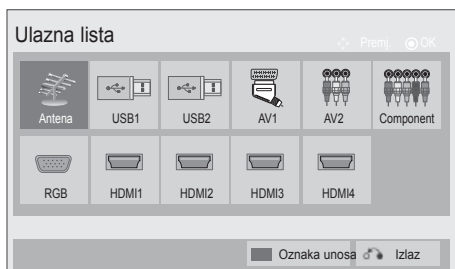 Ulazna lista
Premj. OK
Antena USB1 USB2 AV1 AV2 Component
RGB HDMI1 HDMI2 HDMI3 HDMI4
Oznaka unosa Izlaz